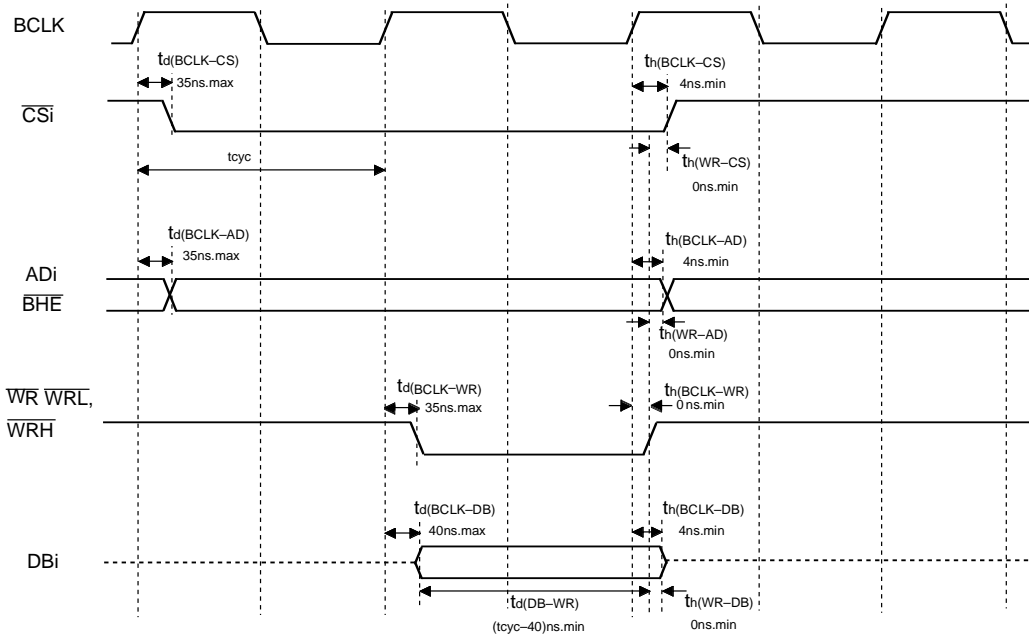 BCLK
td(BCLK–CS)
35ns.max
th(BCLK–CS)
4ns.min
CSi
tcyc
th(WR–CS)
0ns.min
td(BCLK–AD)
35ns.max
th(BCLK–AD)
4ns.min
ADi
BHE
th(WR–AD)
0ns.min
WR WRL,
WRH
td(BCLK–WR)
35ns.max
th(BCLK–WR)
0ns.min
td(BCLK–DB)
40ns.max
th(BCLK–DB)
4ns.min
DBi
td(DB–WR)
(tcyc–40)ns.min
th(WR–DB)
0ns.min